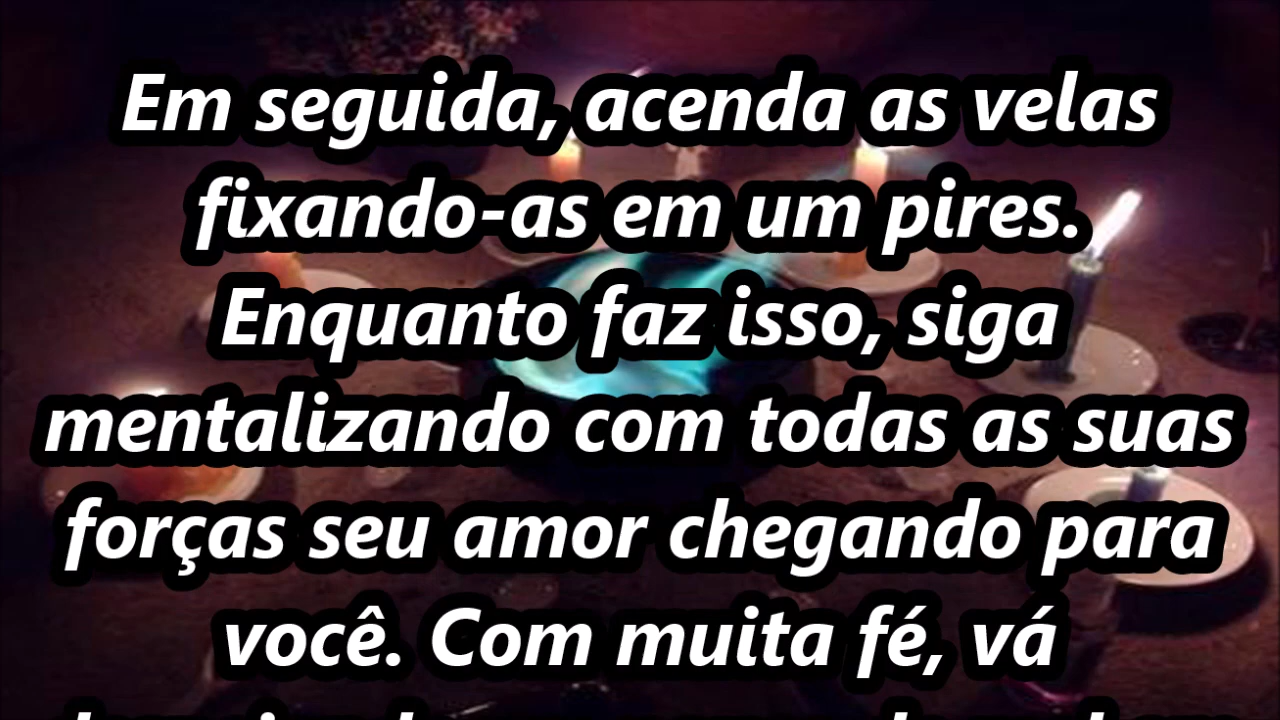 Em seguida, acenda as velas
fixando-as em um pires.
Enquanto faz isso, siga
mentalizando com todas as suas
forças seu amor chegando para
você. Com muita fé, vá